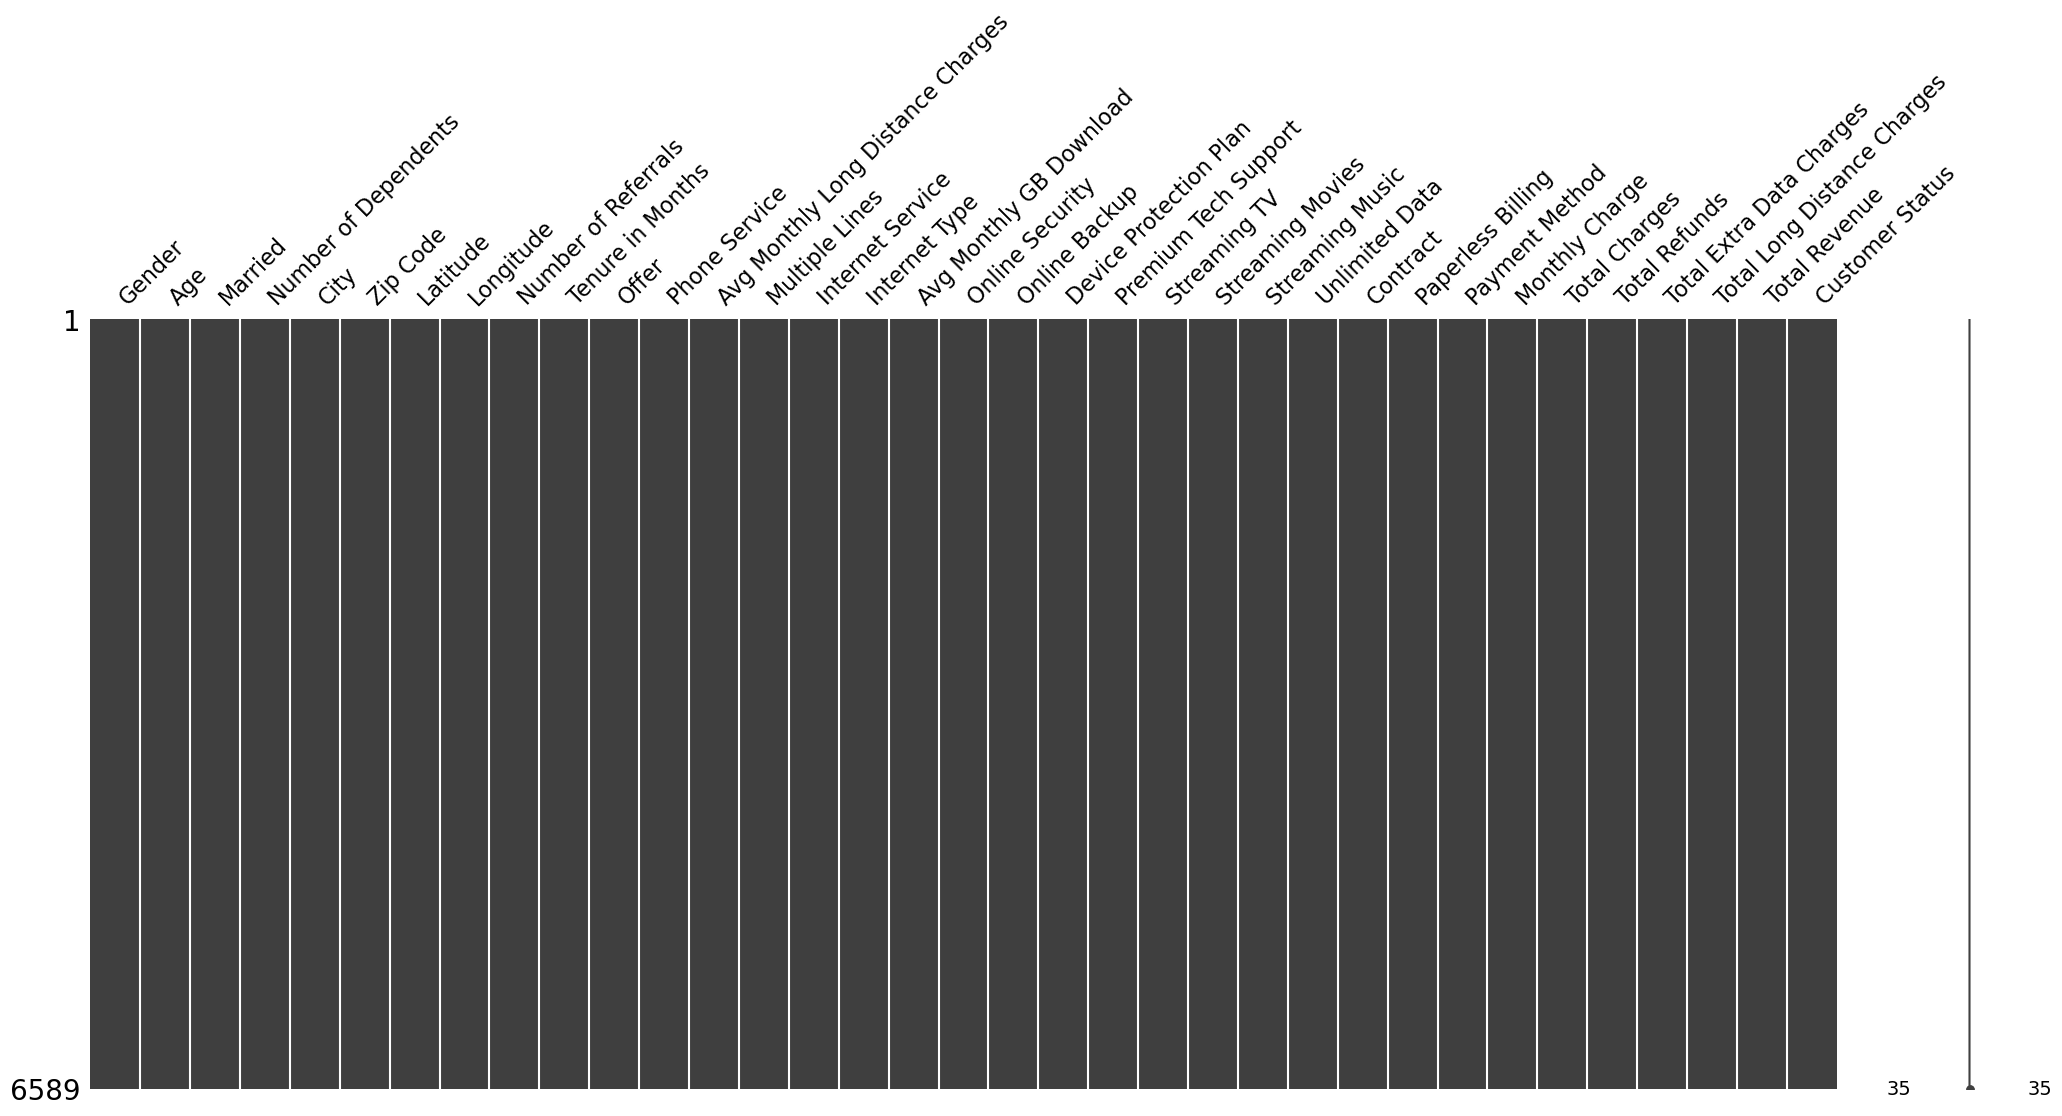 Gender
Age
Married
Number of Dependents
City
Zip Code
Latitude
Longitude
Number of Referrals
Tenure in Months
Offer
Phone Service
Avg Monthly Long Distance Charges
Multiple Lines
Internet Service
Internet Type
Avg Monthly GB Download
Online Security
Online Backup
Device Protection Plan
Premium Tech Support
Streaming TV
Streaming Movies
Streaming Music
Unlimited Data
Contract
Paperless Billing
Payment Method
Monthly Charge
Total Charges
Total Refunds
Total Extra Data Charges
Total Long Distance Charges
Total Revenue
Customer Status
1
6589
35
35